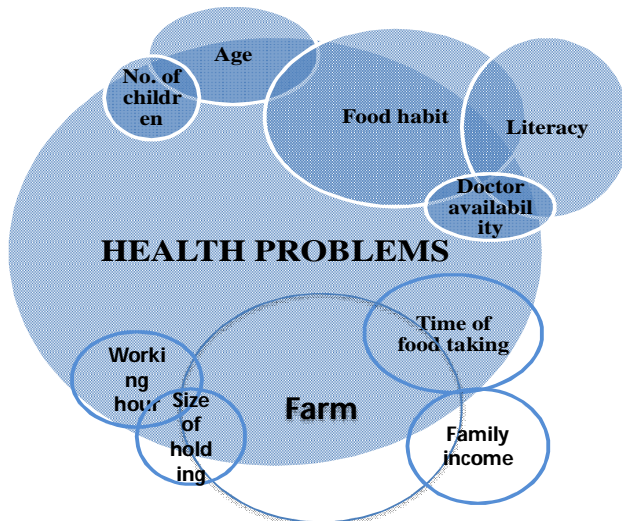 Age
No. of
childr
en
Food habit
Literacy
Doctor
availabil
ity
HEALTH PROBLEMS
Time of
food taking
Worki
ng
hour
Size
of
hold
ing
Farm
Family
income